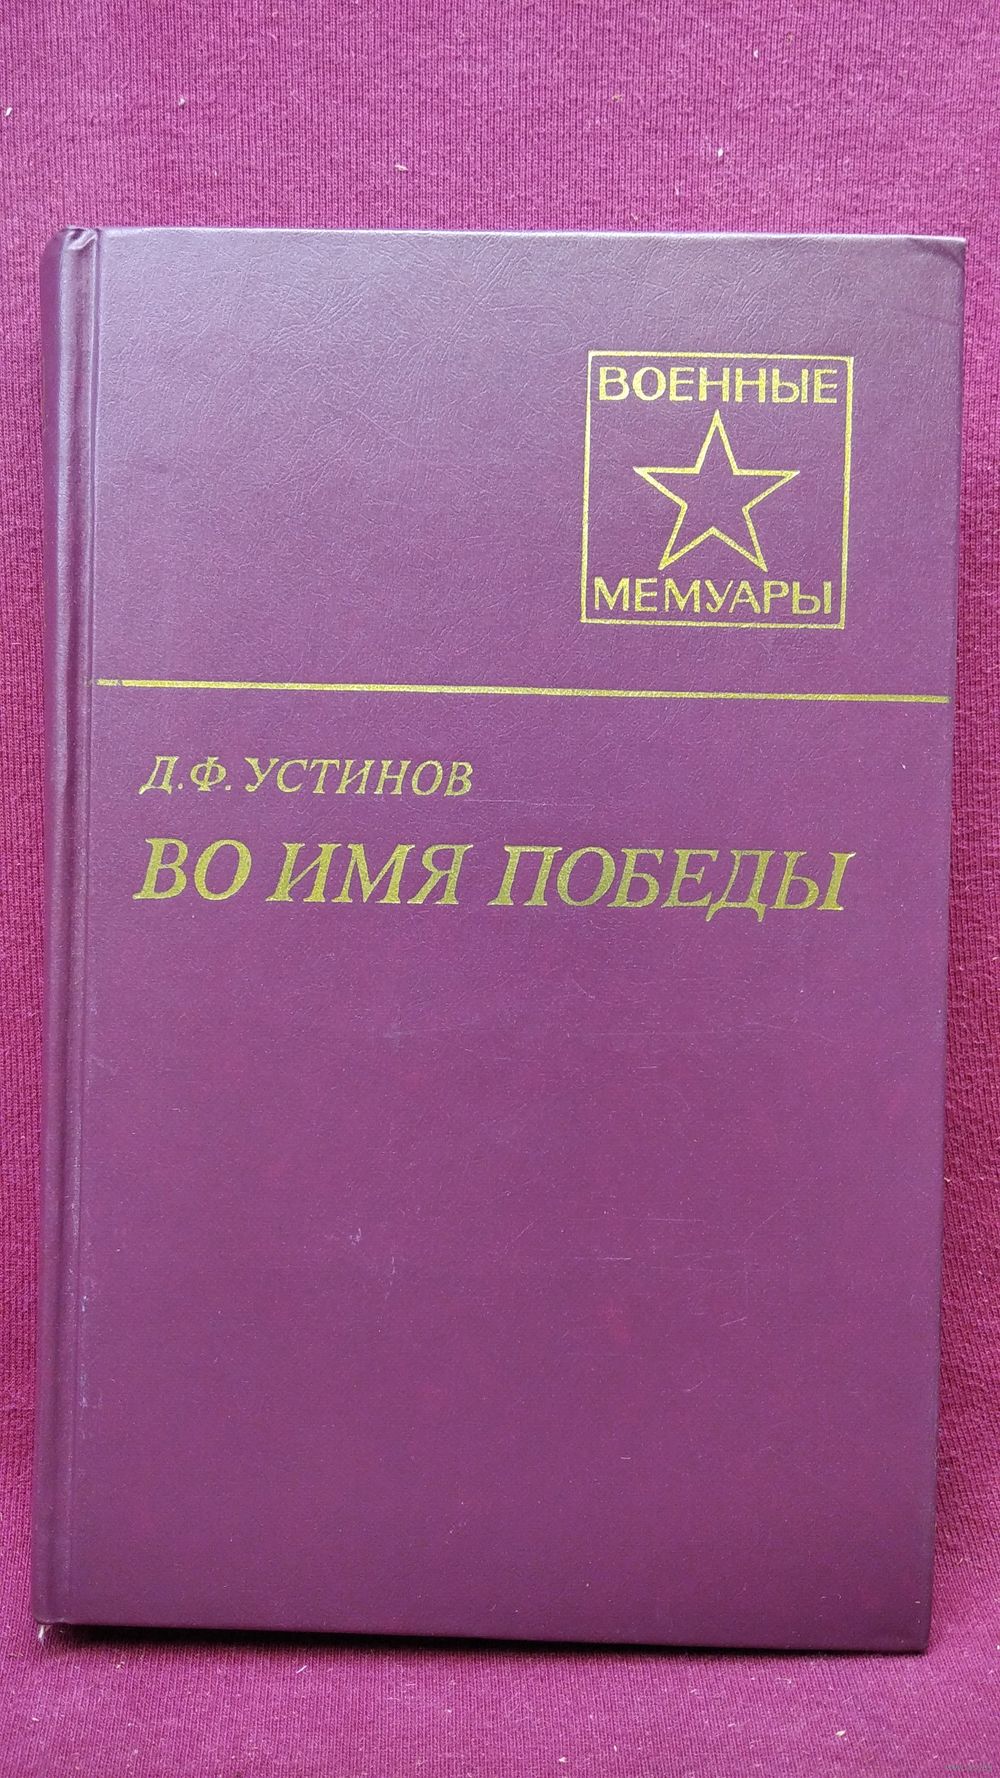 ВОЕННЫЕ
МЕМУАРЫ
Д.Ф. УСТИНОВ
ВО ИМЯ ПОБЕДЫ